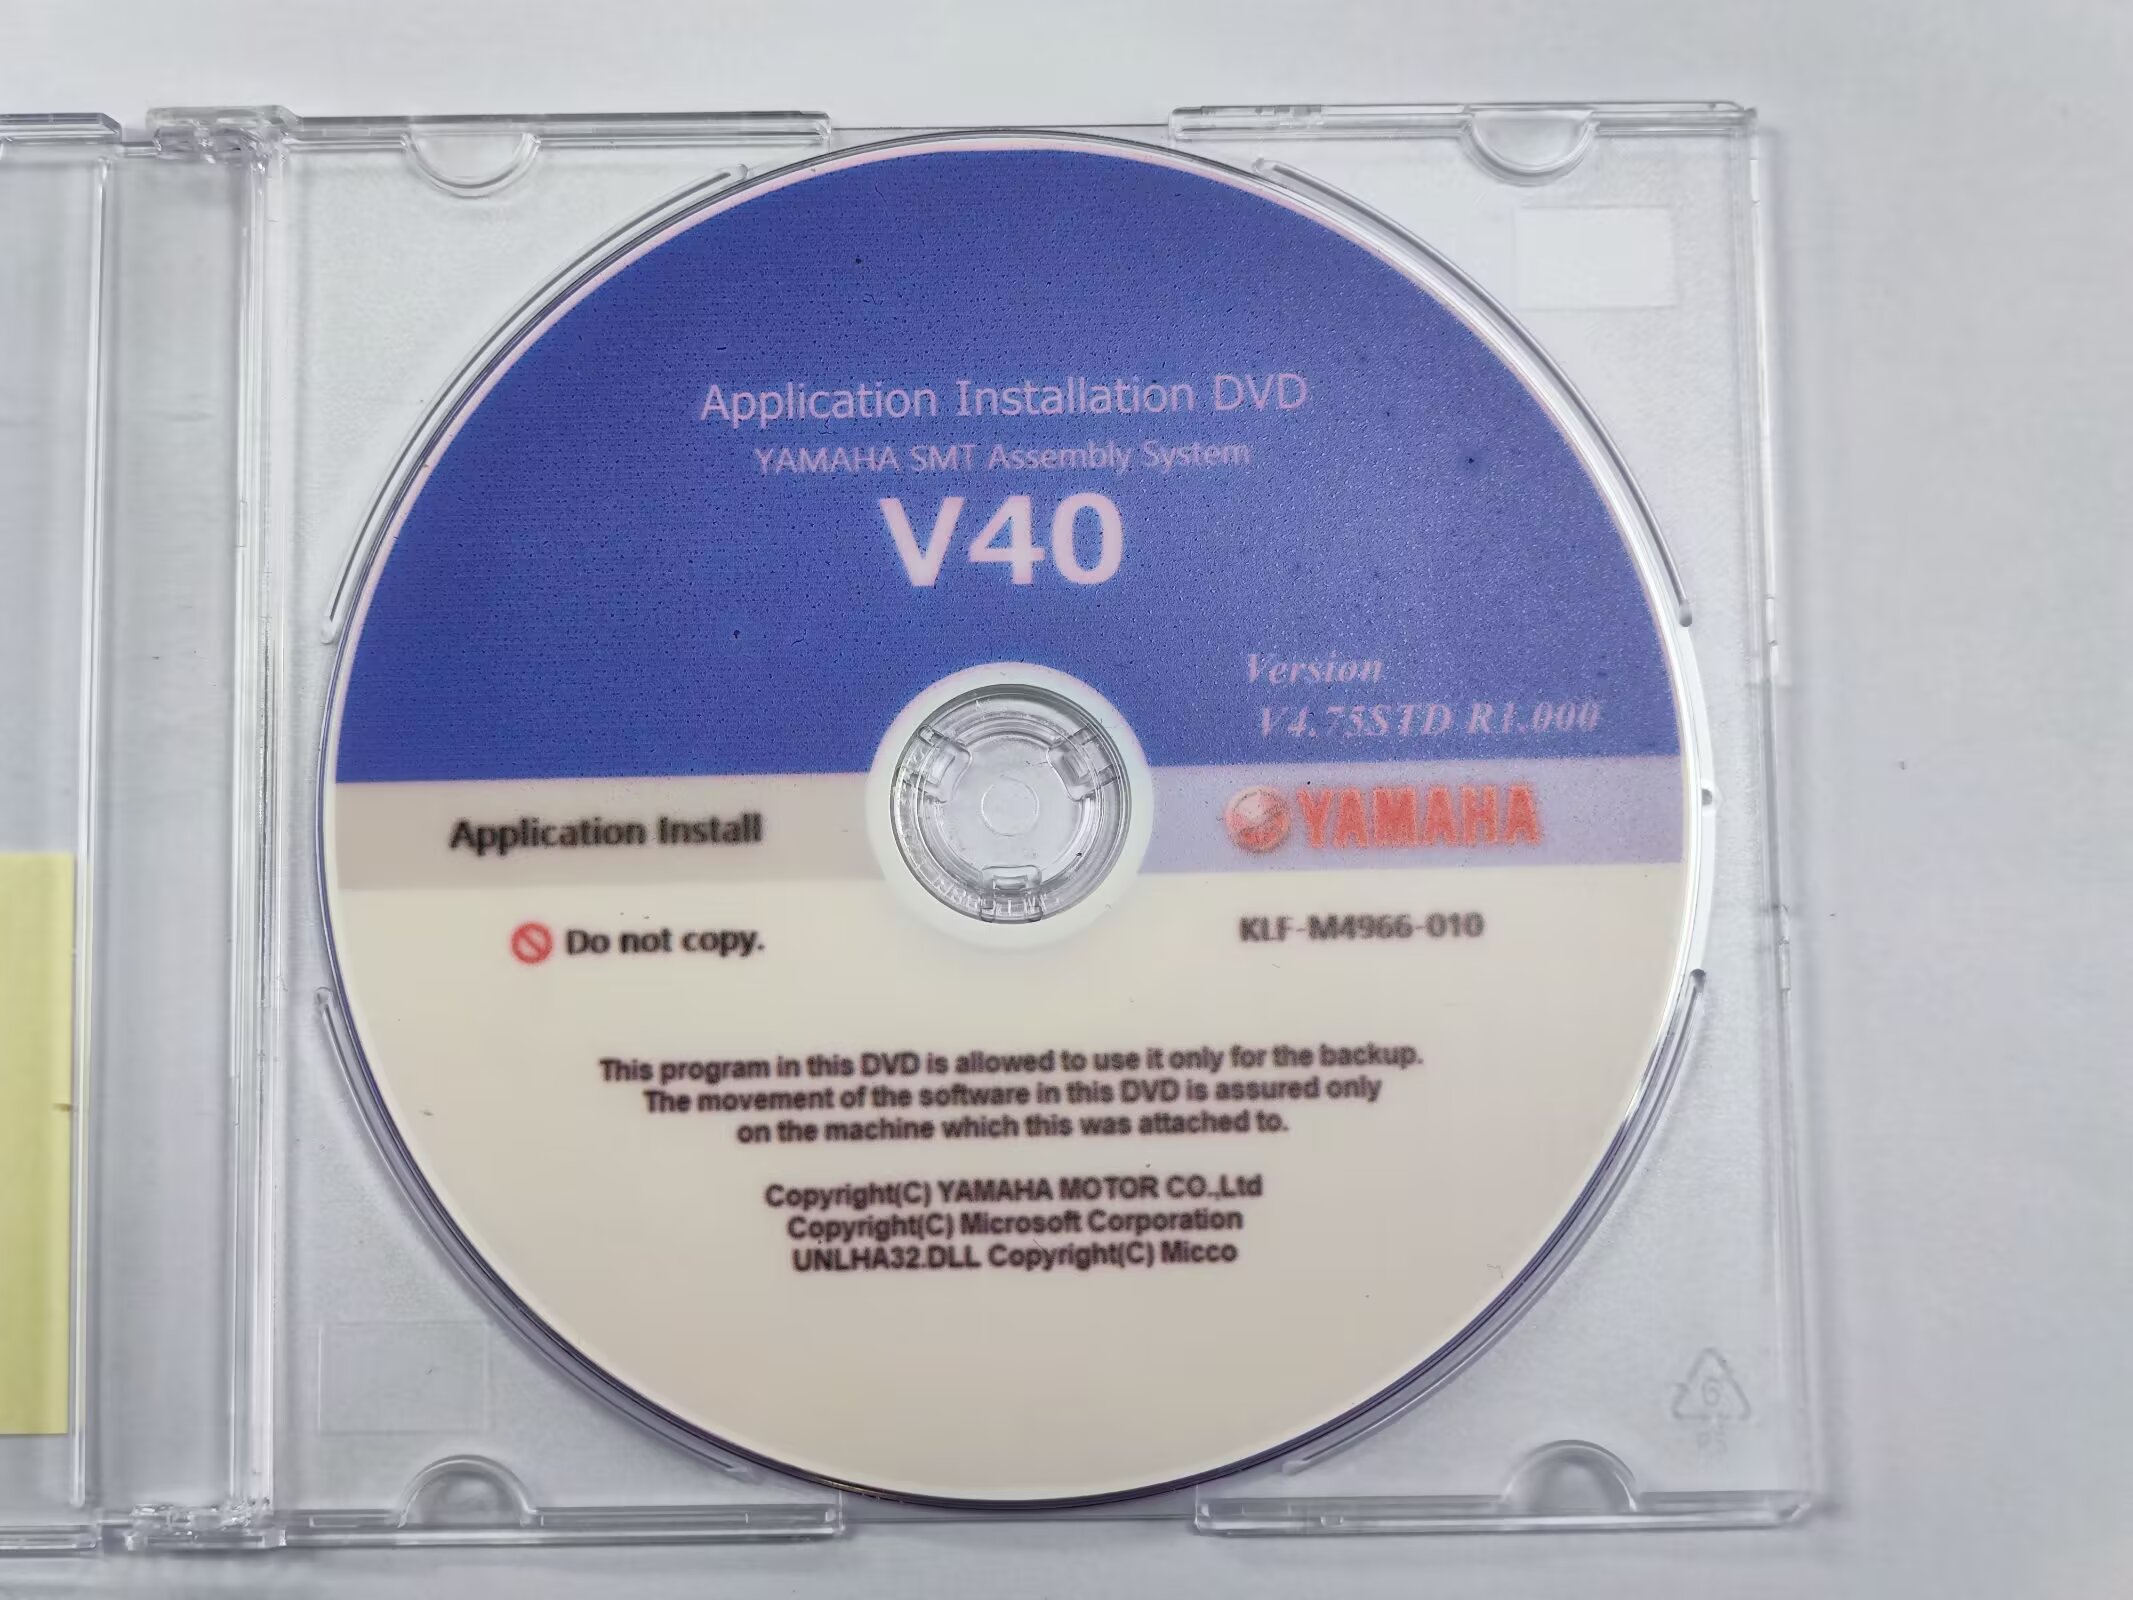 Application Installation DVD
YAMAHA SMT Assembly System
V40
Version
V4.75STD R1.000
Application Install
YAMAHA
Do not copy.
KLF-M4966-010
This program in this DVD is allowed to use it only for the backup.
The movement of the software in this DVD is assured only
on the machine which this was attached to.
Copyright(C) YAMAHA MOTOR CO.,Ltd
Copyright(C) Microsoft Corporation
UNLHA32.DLL Copyright(C) Micco
6